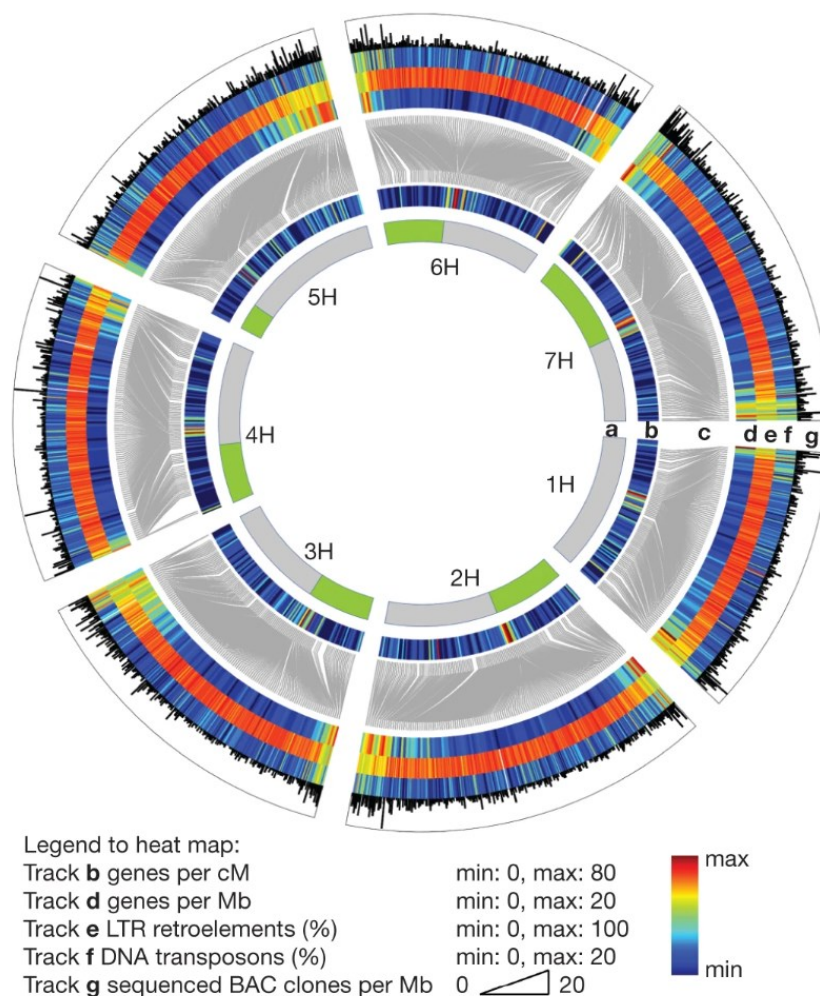 6H
5H
7H
4H
a b c d e f g
1H
3H
2H
Legend to heat map:
Track b genes per cM min: 0, max: 80
Track d genes per Mb min: 0, max: 20
Track e LTR retroelements (%) min: 0, max: 100
Track f DNA transposons (%) min: 0, max: 20
Track g sequenced BAC clones per Mb 0 20
max
min